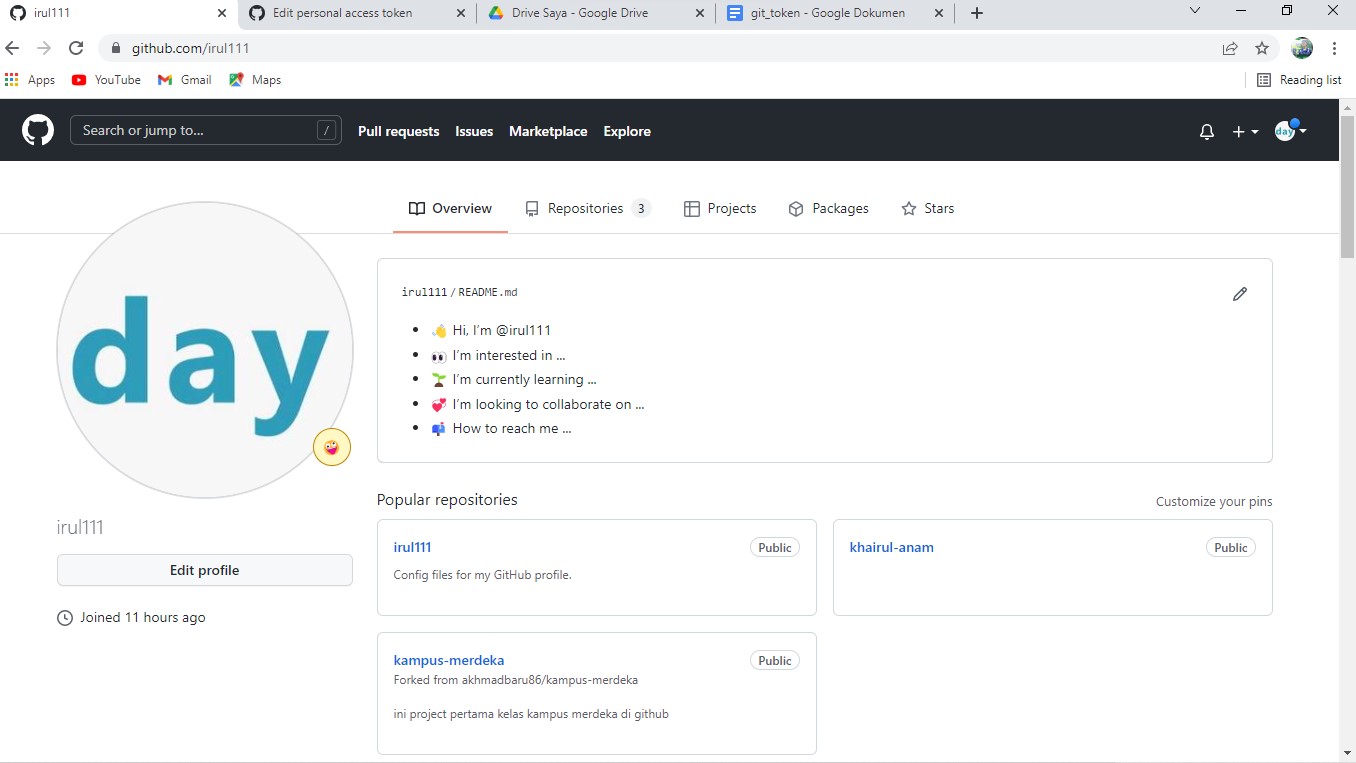 irul111
Edit personal access token
Drive Saya - Google Drive
git_token - Google Dokumen
github.com/irul111
Apps
YouTube
Gmail
Maps
Reading list
Search or jump to...
/
Pull requests
Issues
Marketplace
Explore
day
Overview
Repositories 3
Projects
Packages
Stars
day
irul111 / README.md
Hi, I'm @irul111
I'm interested in ...
I'm currently learning ...
I'm looking to collaborate on ...
How to reach me ...
irul111
Edit profile
Joined 11 hours ago
Popular repositories
Customize your pins
irul111
Public
Config files for my GitHub profile.
khairul-anam
Public
kampus-merdeka
Public
Forked from akhmadbaru86/kampus-merdeka
ini project pertama kelas kampus merdeka di github